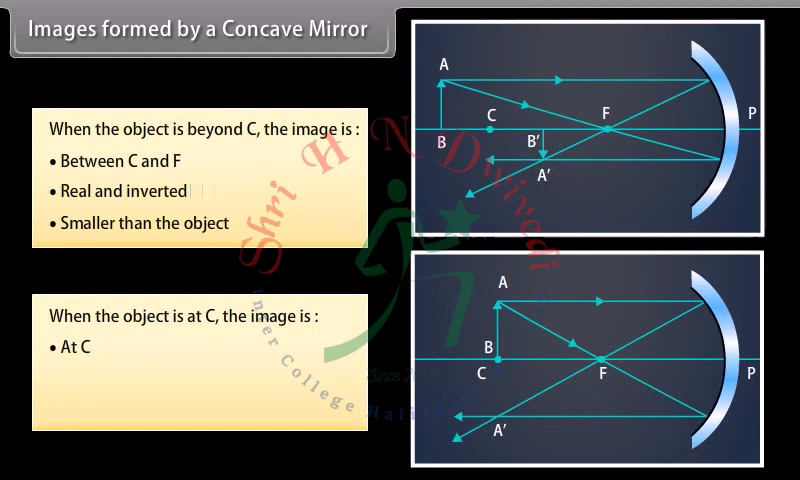 Images formed by a Concave Mirror
When the object is beyond C, the image is :
• Between C and F
• Real and inverted
• Smaller than the object
A
C
F
P
B
B′
A′
When the object is at C, the image is :
• At C
A
B
C
F
P
A′
Shri H N Dwivedi
Inter College
Since